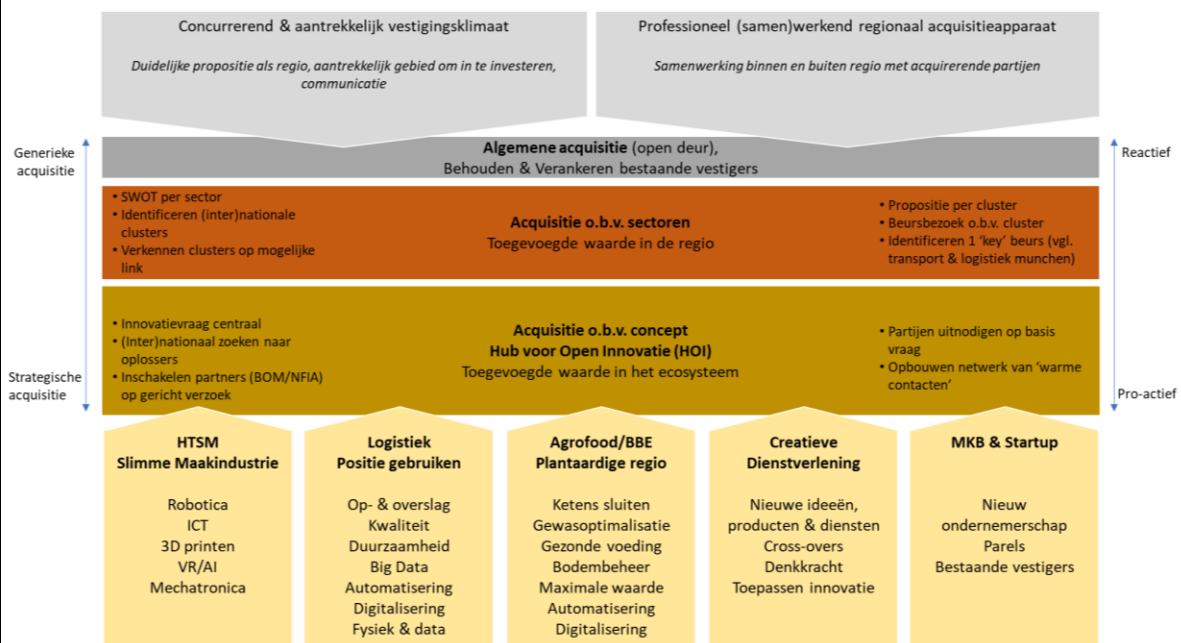 Concurrerend & aantrekkelijk vestigingsklimaat
Duidelijke propositie als regio, aantrekkelijk gebied om in te investeren,
communicatie
Professioneel (samen)werkend regionaal acquisitieapparaat
Samenwerking binnen en buiten regio met acquirerende partijen
Generieke
acquisitie
Algemene acquisitie (open deur),
Behouden & Verankeren bestaande vestigers
Reactief
• SWOT per sector
• Identificeren (inter)nationale
clusters
• Verkennen clusters op mogelijke
link
Acquisitie o.b.v. sectoren
Toegevoegde waarde in de regio
• Propositie per cluster
• Beursbezoek o.b.v. cluster
• Identificeren 1 ‘key’ beurs (vgl.
transport & logistiek munchen)
• Innovatievraag centraal
• (Inter)nationaal zoeken naar
oplossers
• Inschakelen partners (BOM/NFIA)
op gericht verzoek
Acquisitie o.b.v. concept
Hub voor Open Innovatie (HOI)
Toegevoegde waarde in het ecosysteem
• Partijen uitnodigen op basis
vraag
• Opbouwen netwerk van ‘warme
contacten’
Strategische
acquisitie
Pro-actief
HTSM
Slimme Maakindustrie
Robotica
ICT
3D printen
VR/AI
Mechatronica
Logistiek
Positie gebruiken
Op- & overslag
Kwaliteit
Duurzaamheid
Big Data
Automatisering
Digitalisering
Fysiek & data
Agrofood/BBE
Plantaardige regio
Ketens sluiten
Gewasoptimalisatie
Gezonde voeding
Bodembeheer
Maximale waarde
Automatisering
Digitalisering
Creatieve
Dienstverlening
Nieuwe ideeën,
producten & diensten
Cross-overs
Denkkracht
Toepassen innovatie
MKB & Startup
Nieuw
ondernemerschap
Parels
Bestaande vestigers